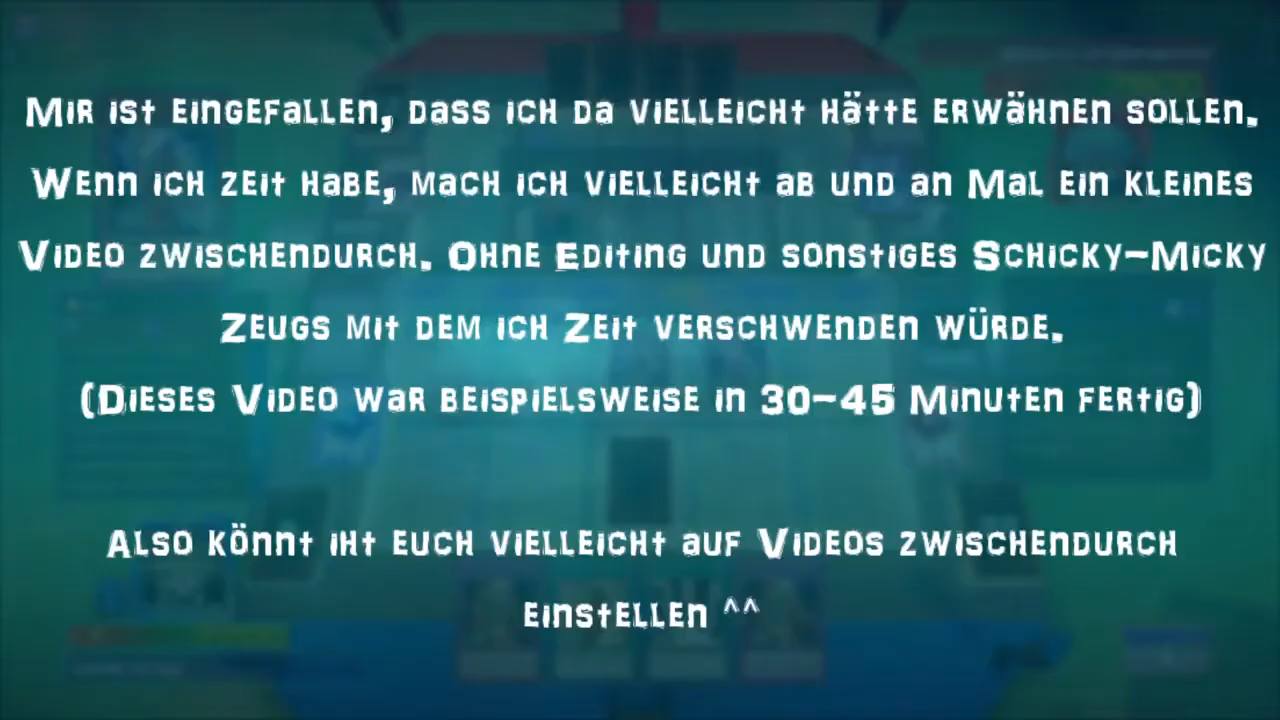 Mir ist eingefallen, dass ich da vielleicht hätte erwähnen sollen.
Wenn ich zeit habe, mach ich vielleicht ab und an Mal ein kleines
Video zwischendurch. Ohne Editing und sonstiges Schicky-Micky
Zeugs mit dem ich Zeit verschwenden würde.
(Dieses Video war beispielsweise in 30-45 Minuten fertig)
Also könnt iht euch vielleicht auf Videos zwischendurch
einstellen ^^